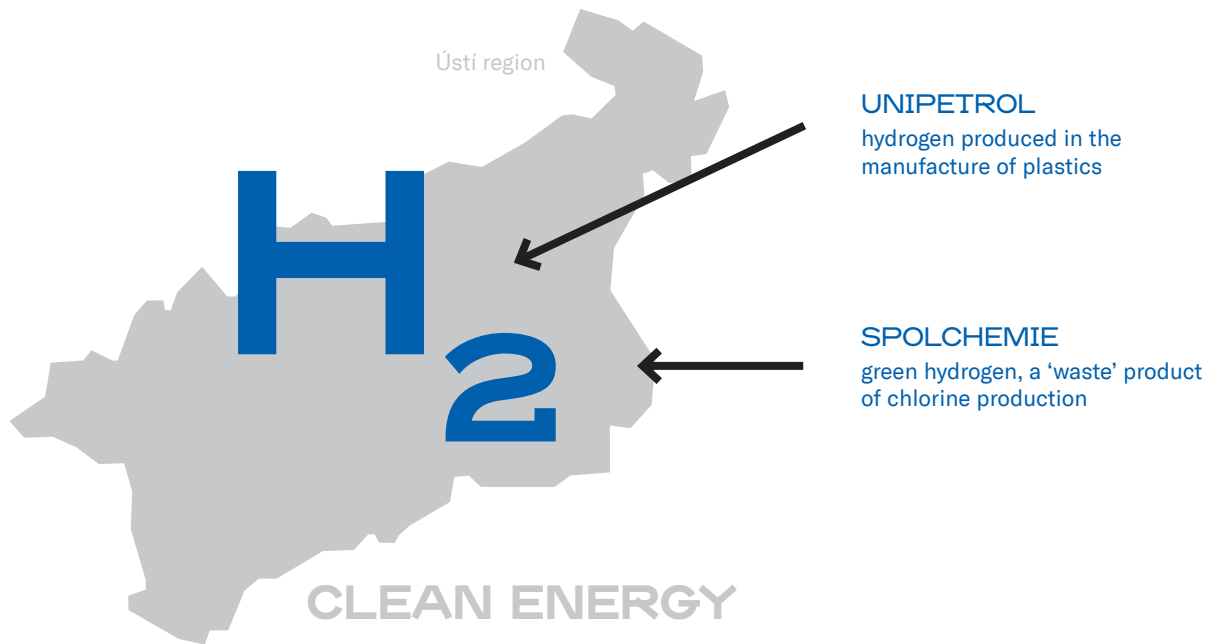 Ústí region
UNIPETROL
hydrogen produced in the
manufacture of plastics
H2
SPOLCHEMIE
green hydrogen, a ‘waste’ product
of chlorine production
CLEAN ENERGY